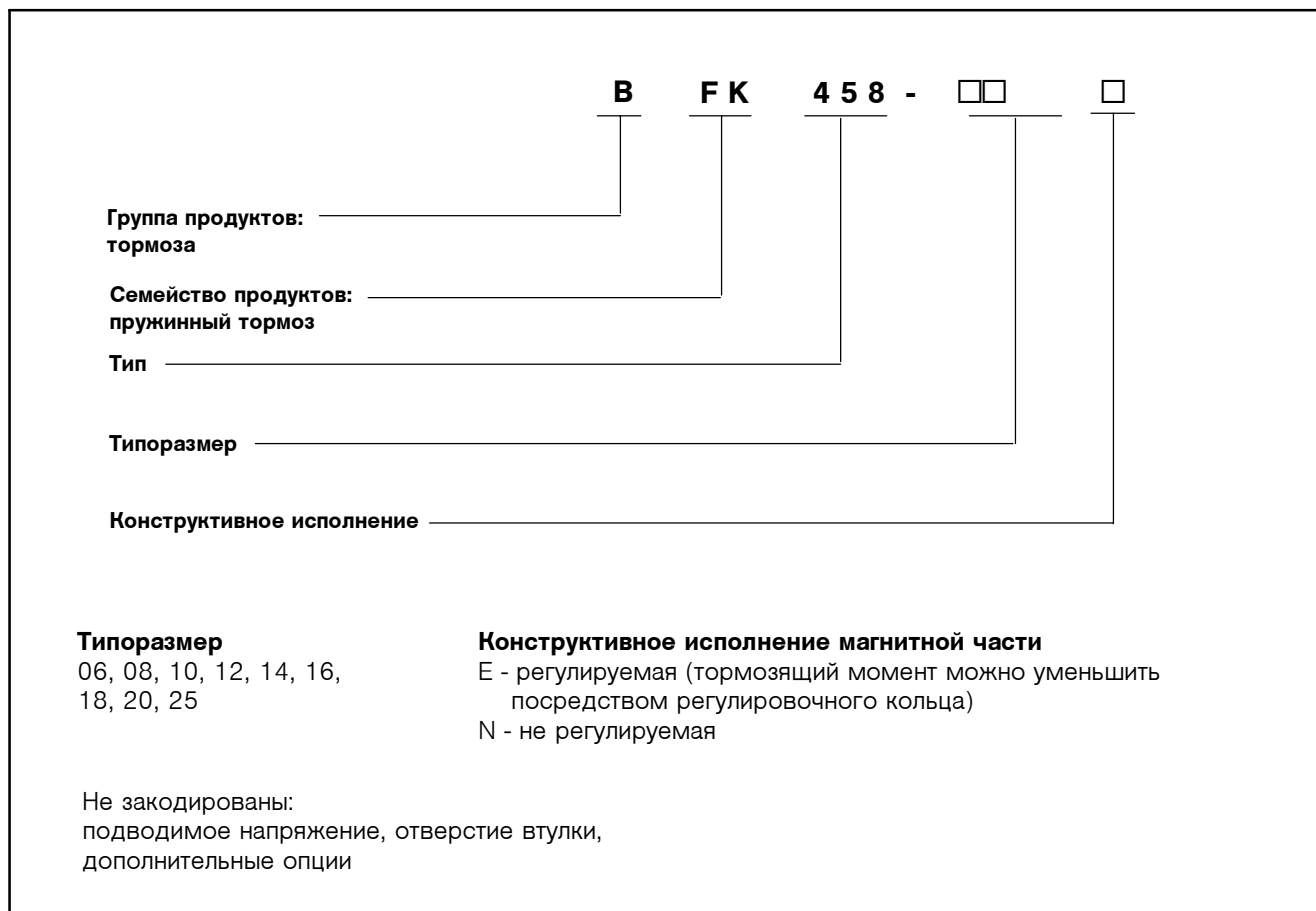 B FK 458 - □□ □
Группа продуктов:
тормоза
Семейство продуктов:
пружинный тормоз
Тип
Типоразмер
Конструктивное исполнение
Типоразмер
06, 08, 10, 12, 14, 16,
18, 20, 25
Конструктивное исполнение магнитной части
E - регулируемая (тормозящий момент можно уменьшить
посредством регулировочного кольца)
N - не регулируемая
Не закодированы:
подводимое напряжение, отверстие втулки,
дополнительные опции